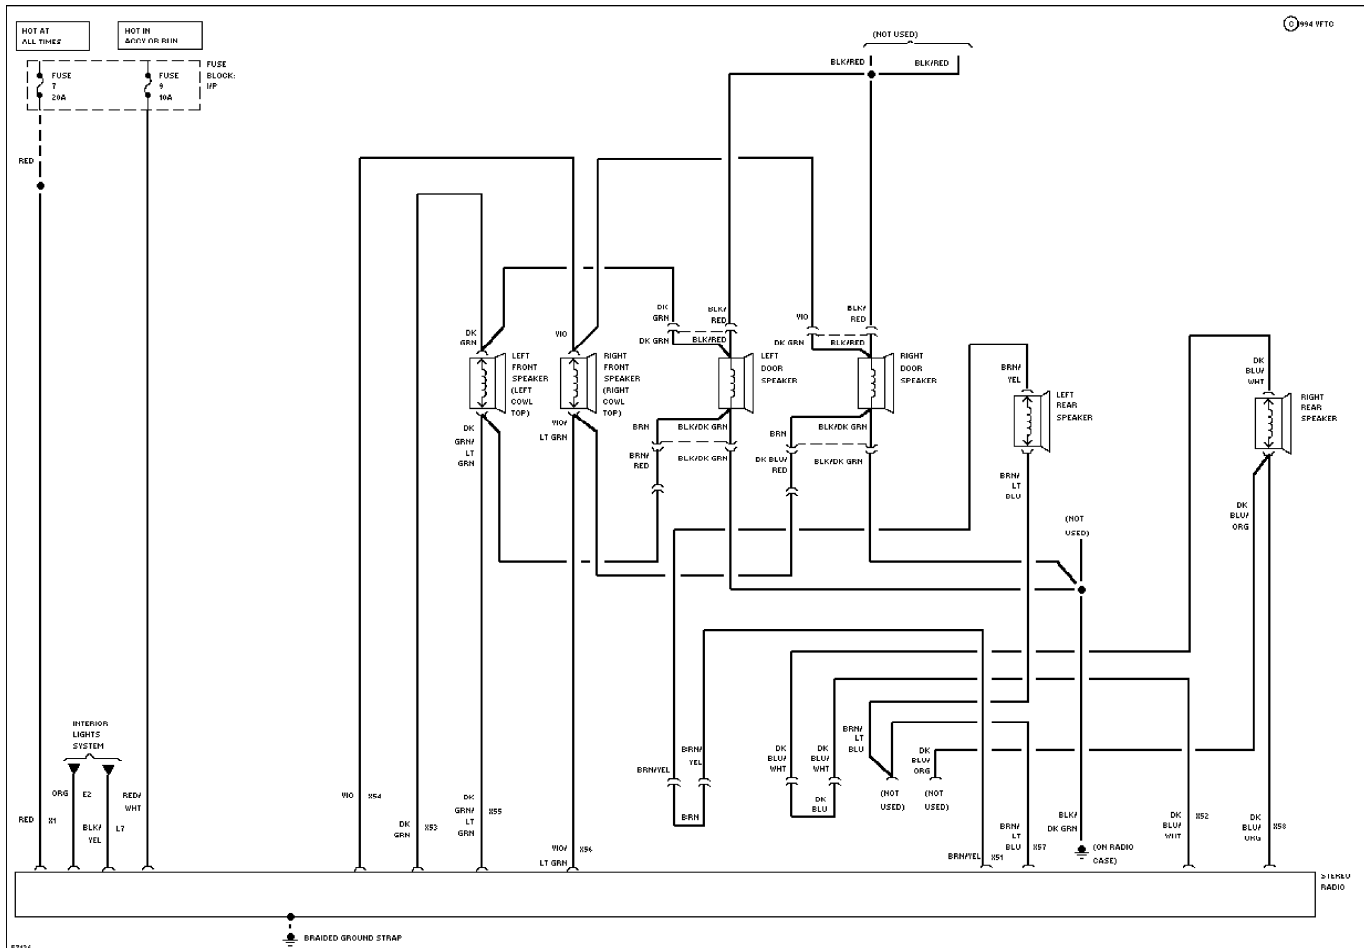 HOT AT
ALL TIMES
HOT IN
ACCY OR RUN
C 1994 VFTC
(NOT USED)
BLK/RED
BLK/RED
FUSE
7
20A
FUSE
9
10A
FUSE
BLOCK:
I/P
RED
DK
GRN
VIO
DK
GRN
BLK/
RED
VIO
BLK/
RED
DK GRN
BLK/RED
DK GRN
BLK/RED
LEFT
FRONT
SPEAKER
(LEFT
COWL
TOP)
RIGHT
FRONT
SPEAKER
(RIGHT
COWL
TOP)
LEFT
DOOR
SPEAKER
RIGHT
DOOR
SPEAKER
BRN/
YEL
LEFT
REAR
SPEAKER
DK
BLU/
WHT
RIGHT
REAR
SPEAKER
DK
GRN/
LT
GRN
VIO/
LT GRN
BRN
BLK/DK GRN
BRN
BLK/DK GRN
BRN/
RED
BLK/DK GRN
DK BLU/
RED
BLK/DK GRN
BRN/
LT
BLU
DK
BLU/
ORG
(NOT
USED)
INTERIOR
LIGHTS
SYSTEM
BRN/YEL
BRN/
YEL
DK
BLU/
WHT
DK
BLU/
WHT
BRN/
LT
BLU
DK
BLU/
ORG
BRN
DK
BLU
(NOT
USED)
(NOT
USED)
RED
X1
ORG
E2
BLK/
YEL
L7
RED/
WHT
VIO
X54
DK
GRN
X53
DK
GRN/
LT
GRN
X55
VIO/
LT GRN
X56
BRN/YEL
X51
BRN/
LT
BLU
X57
BLK/
DK GRN
(ON RADIO
CASE)
DK
BLU/
WHT
X52
DK
BLU/
ORG
X58
STEREO
RADIO
BRAIDED GROUND STRAP